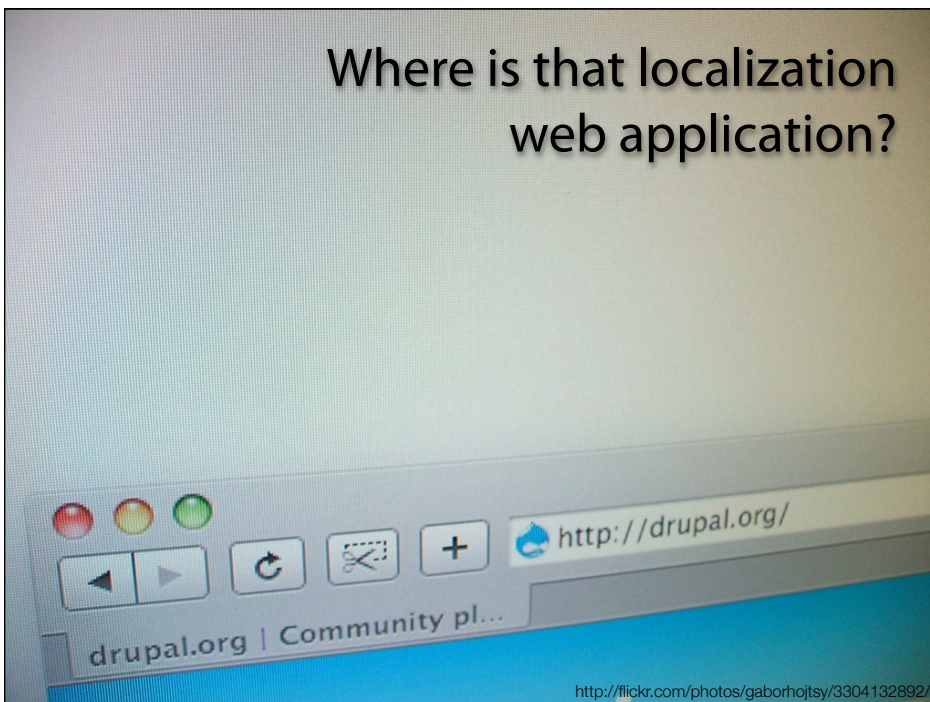 Where is that localization
web application?
http://drupal.org/
drupal.org | Community pl...
http://flickr.com/photos/gaborhojtsy/3304132892/